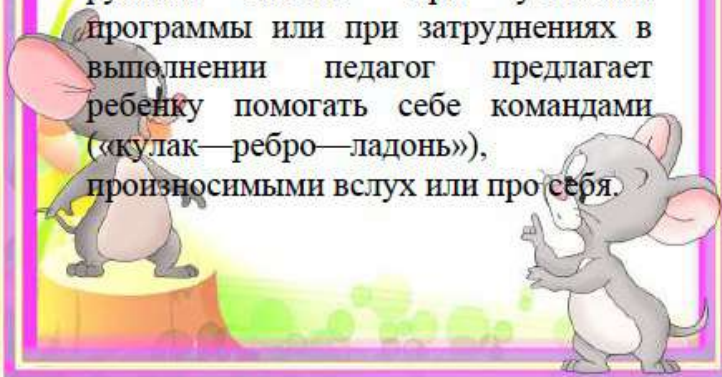 программы или при затруднениях в
выполнении педагог предлагает
ребенку помогать себе командами
(«кулак—ребро—ладонь»),
произносимыми вслух или про себя.